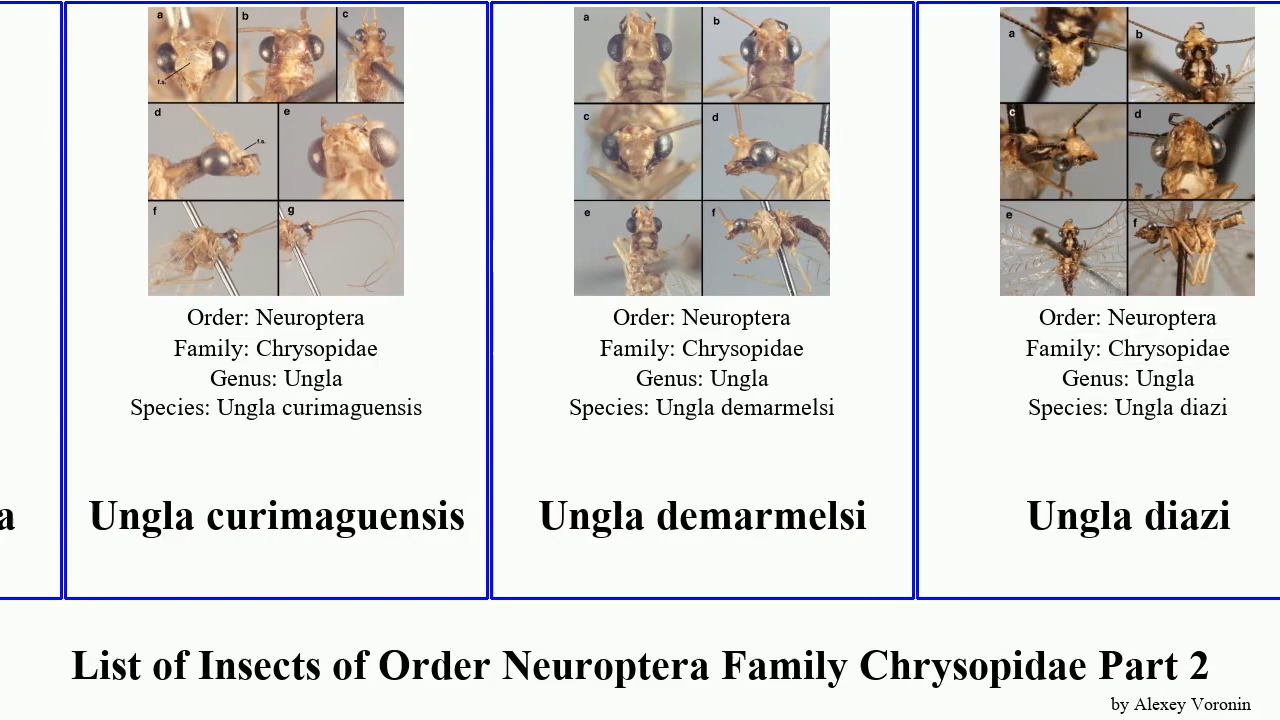 a
a b c
f.s.
d e
f.s.
f g
Order: Neuroptera
Family: Chrysopidae
Genus: Ungla
Species: Ungla curimaguensis
Ungla curimaguensis
a b
c d
e f
Order: Neuroptera
Family: Chrysopidae
Genus: Ungla
Species: Ungla demarmelsi
Ungla demarmelsi
a b
c d
e f
Order: Neuroptera
Family: Chrysopidae
Genus: Ungla
Species: Ungla diazi
Ungla diazi
List of Insects of Order Neuroptera Family Chrysopidae Part 2
by Alexey Voronin